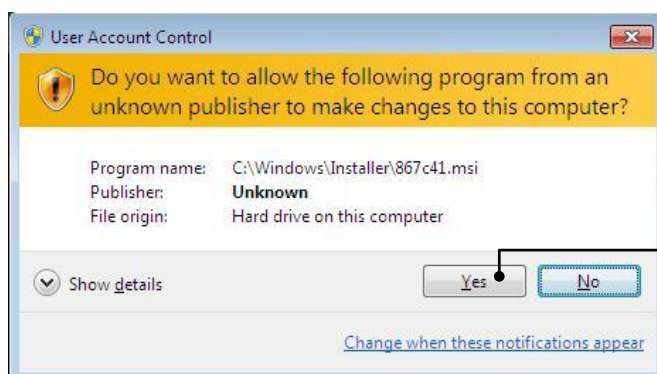 User Account Control
Do you want to allow the following program from an
unknown publisher to make changes to this computer?
Program name: C:\Windows\Installer\867c41.msi
Publisher: Unknown
File origin: Hard drive on this computer
Show details Yes No
Change when these notifications appear